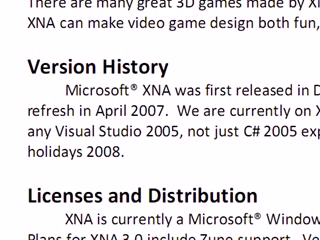 There are many great 3D games made by
XNA can make video game design both fun,
Version History
Microsoft® XNA was first released in
refresh in April 2007. We are currently on
any Visual Studio 2005, not just C# 2005
holidays 2008.
Licenses and Distribution
XNA is currently a Microsoft®
Plans for XNA 3.0 include Zune support.